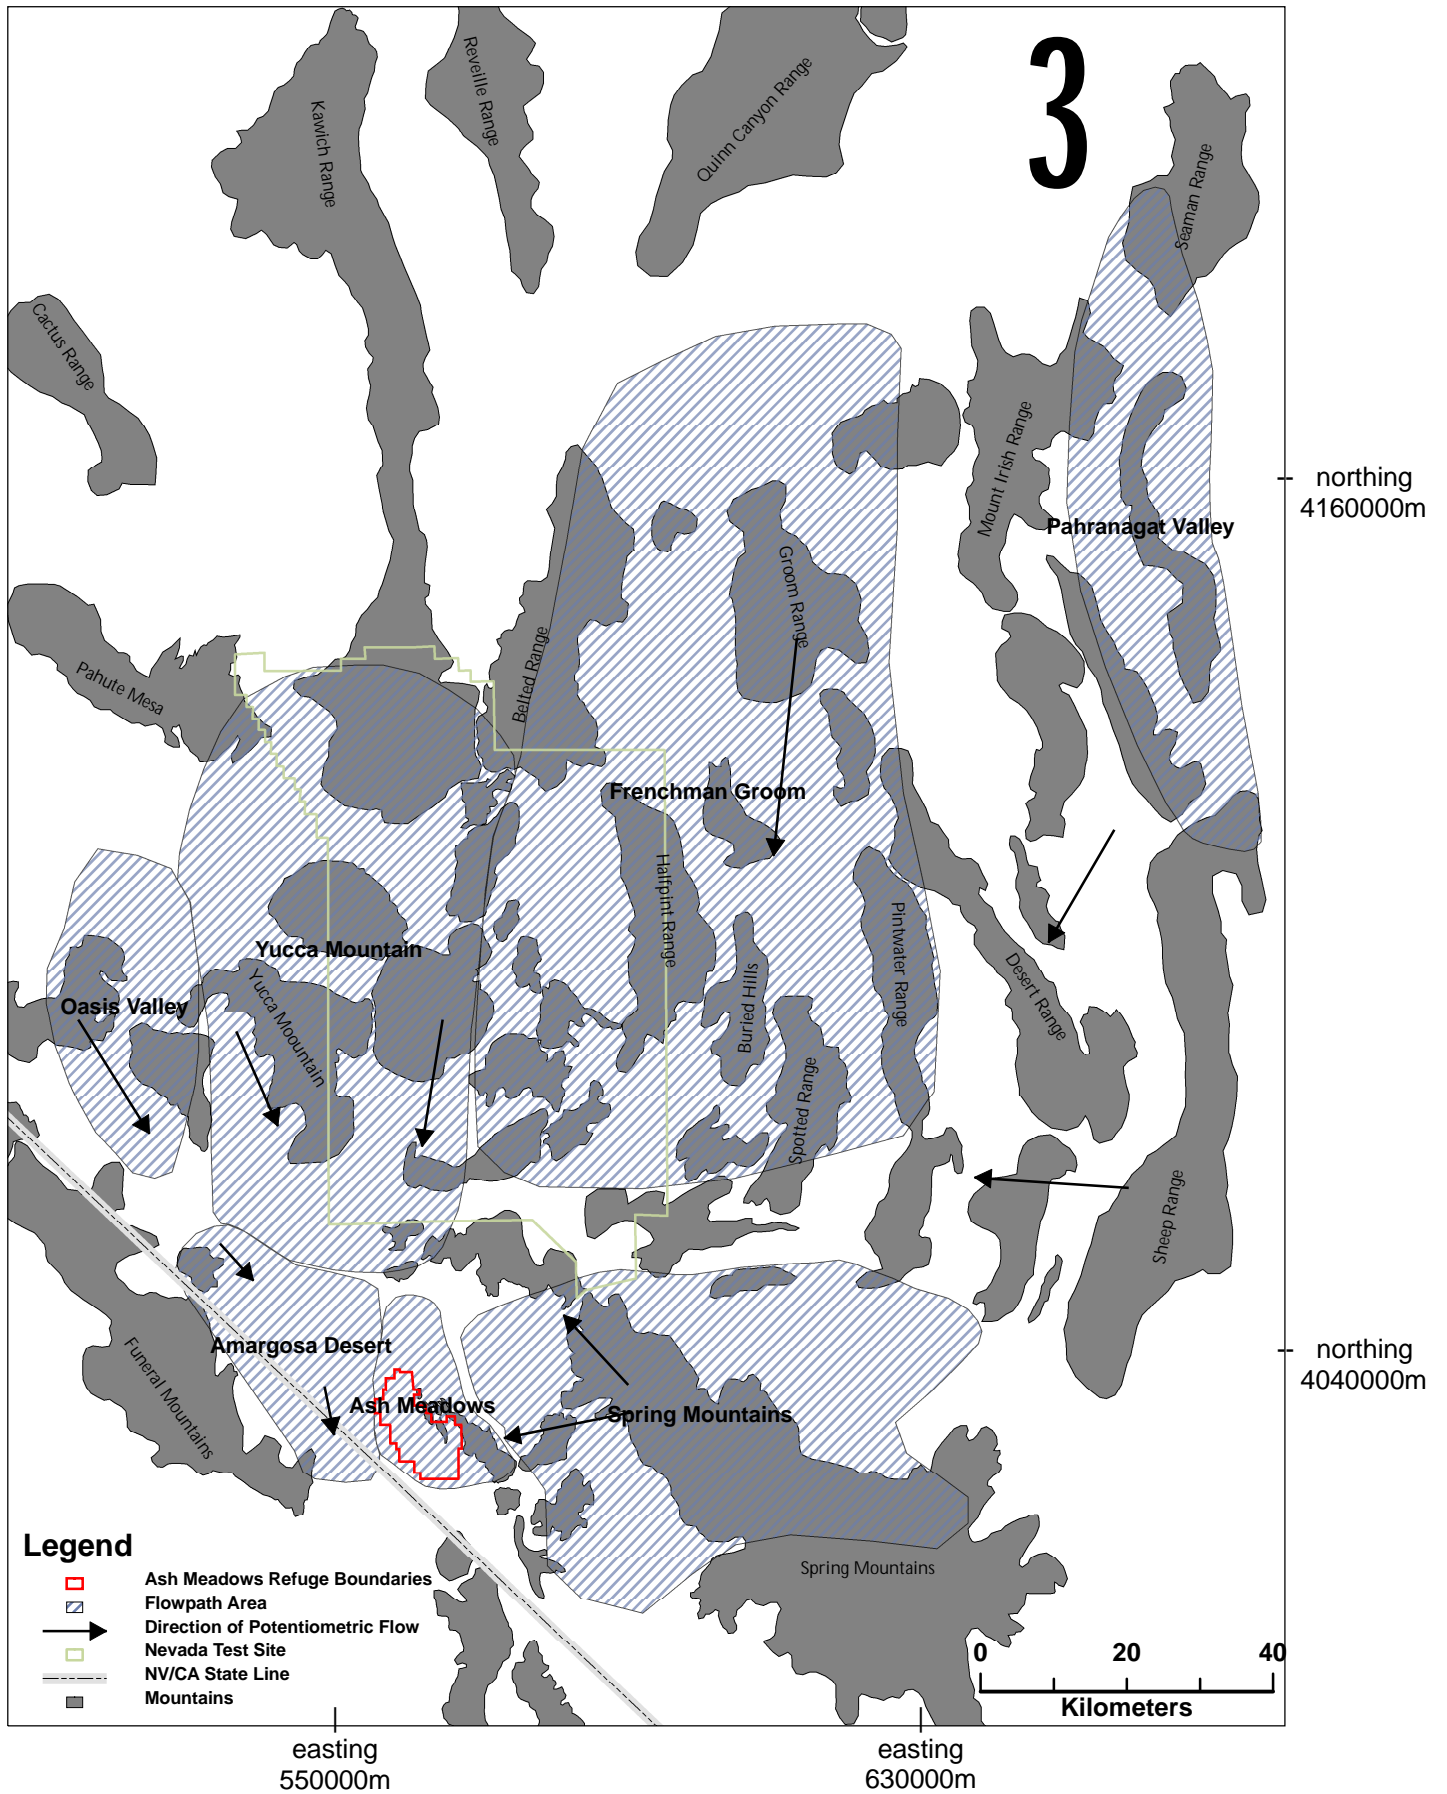 3
Kawich Range
Reveille Range
Quinn Canyon Range
Seaman Range
Cactus Range
Mount Irish Range
northing
4160000m
Pahranagat Valley
Groom Range
Belted Range
Pahute Mesa
Frenchman Groom
Halfpint Range
Pintwater Range
Yucca Mountain
Oasis Valley
Yucca Moountain
Buried Hills
Desert Range
Spotted Range
Sheep Range
Funeral Mountains
Amargosa Desert
northing
4040000m
Ash Meadows
Spring Mountains
Spring Mountains
Legend
Ash Meadows Refuge Boundaries
Flowpath Area
Direction of Potentiometric Flow
Nevada Test Site
NV/CA State Line
Mountains
0 20 40
Kilometers
easting
550000m
easting
630000m